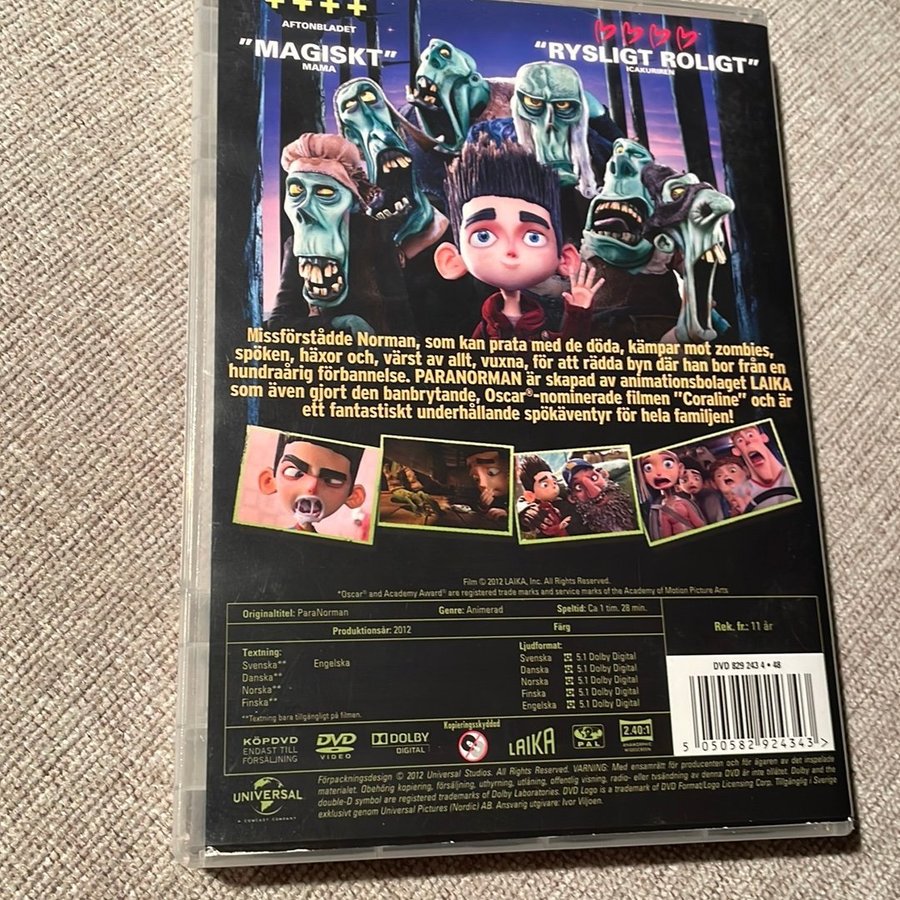 ++++
AFTONBLADET
"MAGISKT"
MAMA
"RYSLIGT ROLIGT"
ICAKURIREN
Missförstådde Norman, som kan prata med de döda, kämpar mot zombies,
spöken, häxor och, värst av allt, vuxna, för att rädda byn där han bor från en
hundraårig förbannelse. PARANORMAN är skapad av animationsbolaget LAIKA
som även gjort den banbrytande, Oscar®-nominerade filmen "Coraline" och är
ett fantastiskt underhållande spökäventyr för hela familjen!
Film © 2012 LAIKA, Inc. All Rights Reserved.
*Oscar® and Academy Award® are registered trade marks and service marks of the Academy of Motion Picture Arts
Originaltitel: ParaNorman Genre: Animerad Speltid: Ca 1 tim. 28 min.
Produktionsår: 2012 Färg
Rek. fr.: 11 år
Textning:
Svenska** Engelska
Danska**
Norska**
Finska**
**Textning bara tillgängligt på filmen.
Ljudformat:
Svenska 5.1 Dolby Digital
Danska 5.1 Dolby Digital
Norska 5.1 Dolby Digital
Finska 5.1 Dolby Digital
Engelska 5.1 Dolby Digital
DVD 829 243 4 • 48
5 050582 924343 >
KÖPDVD
ENDAST TILL
FÖRSÄLJNING
DVD
VIDEO
DOLBY
DIGITAL
Kopieringsskyddad
LAIKA
2
PAL
2.40:1
ANAMORPHIC
WIDESCREEN
UNIVERSAL
A COMCAST COMPANY
Förpackningsdesign © 2012 Universal Studios. All Rights Reserved. VARNING: Med ensamrätt för producenten och för ägaren av det inspelade
materialet. Obehörig kopiering, försäljning, uthyrning, utlåning, offentlig visning, radio- eller tvsändning av denna DVD är inte tillåtet. Dolby and the
double-D symbol are registered trademarks of Dolby Laboratories. DVD Logo is a trademark of DVD Format/Logo Licensing Corp. Tillgänglig i Sverige
exklusivt genom Universal Pictures (Nordic) AB. Ansvarig utgivare: Ivor Viljoen.